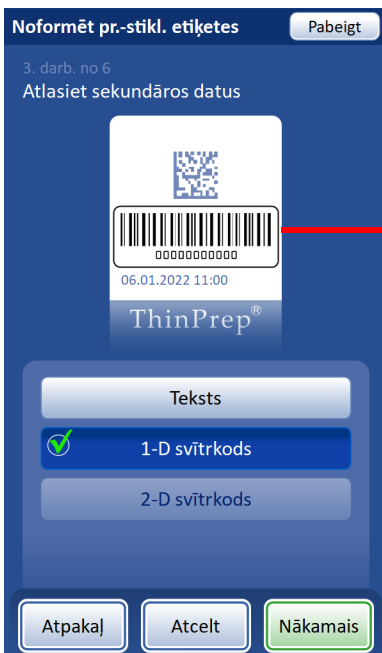 Noformēt pr.-stikl. etiķetes
Pabeigt
3. darb. no 6
Atlasiet sekundāros datus
00000000000
06.01.2022 11:00
ThinPrep®
Teksts
1-D svītrkods
2-D svītrkods
Atpakaļ
Atcelt
Nākamais